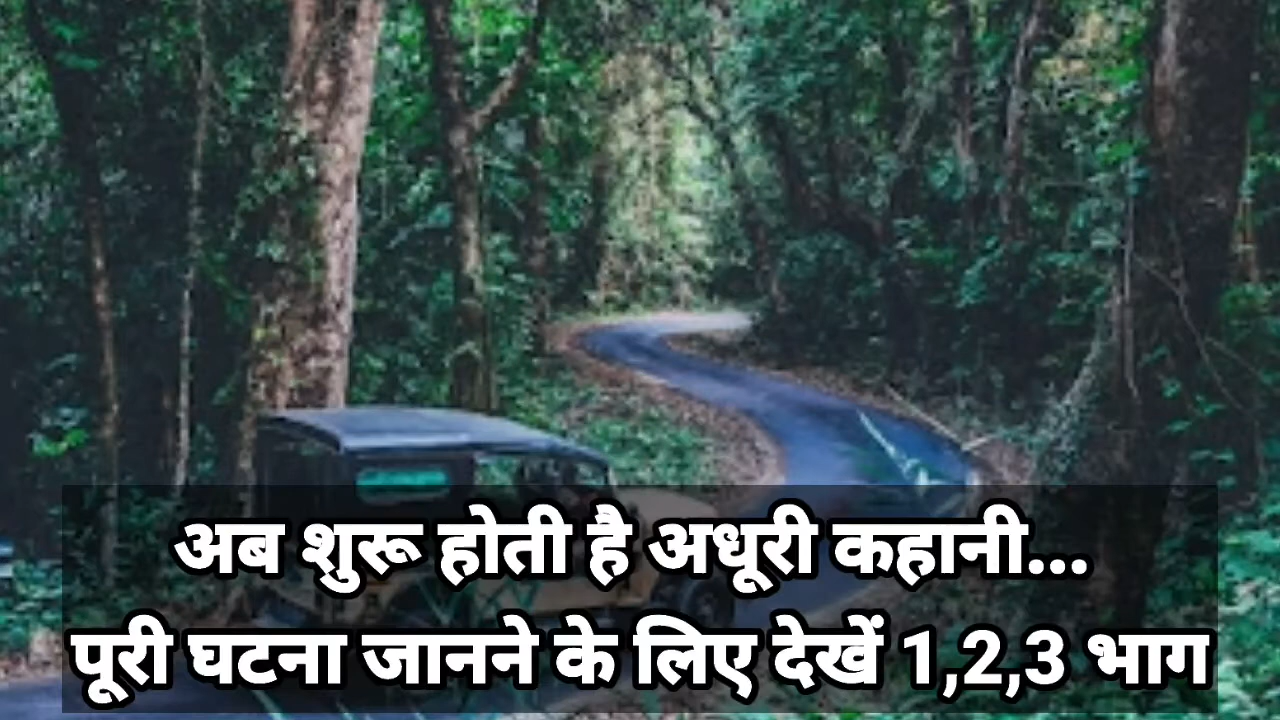 अब शुरू होती है अधूरी कहानी...
पूरी घटना जानने के लिए देखें 1,2,3 भाग